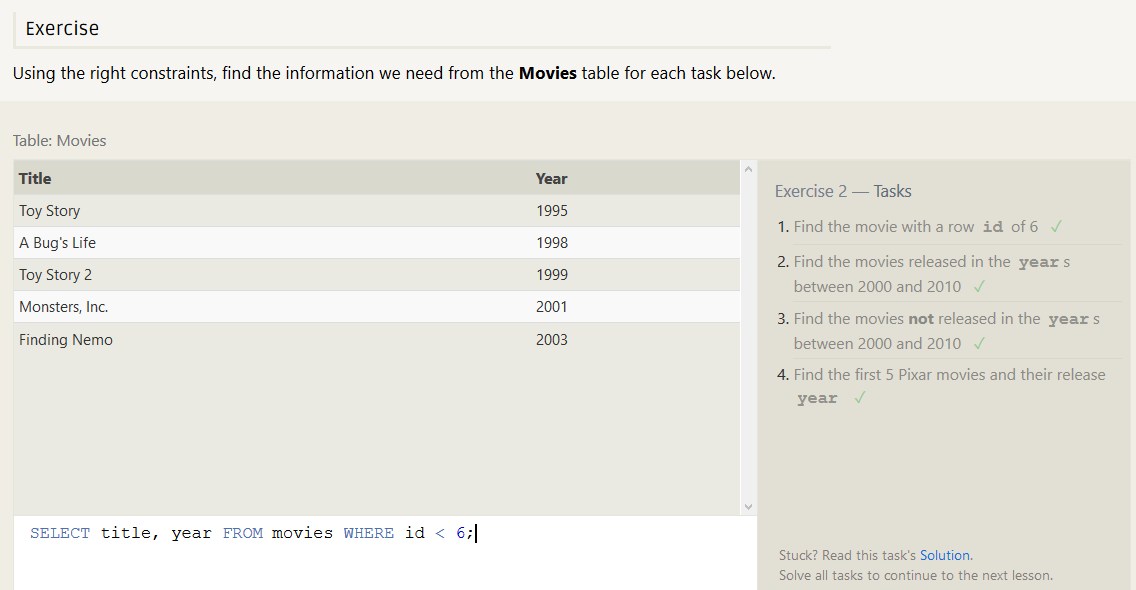 Exercise
Using the right constraints, find the information we need from the Movies table for each task below.
Table: Movies
Title Year
Toy Story 1995
A Bug's Life 1998
Toy Story 2 1999
Monsters, Inc. 2001
Finding Nemo 2003
SELECT title, year FROM movies WHERE id < 6;
Exercise 2 — Tasks
1. Find the movie with a row id of 6 ✓
2. Find the movies released in the year s
between 2000 and 2010 ✓
3. Find the movies not released in the year s
between 2000 and 2010 ✓
4. Find the first 5 Pixar movies and their release
year ✓
Stuck? Read this task's Solution.
Solve all tasks to continue to the next lesson.